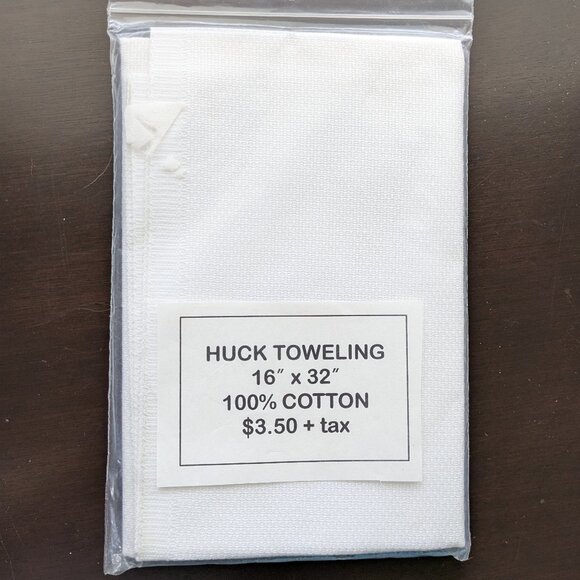 HUCK TOWELING
16″ x 32″
100% COTTON
$3.50 + tax